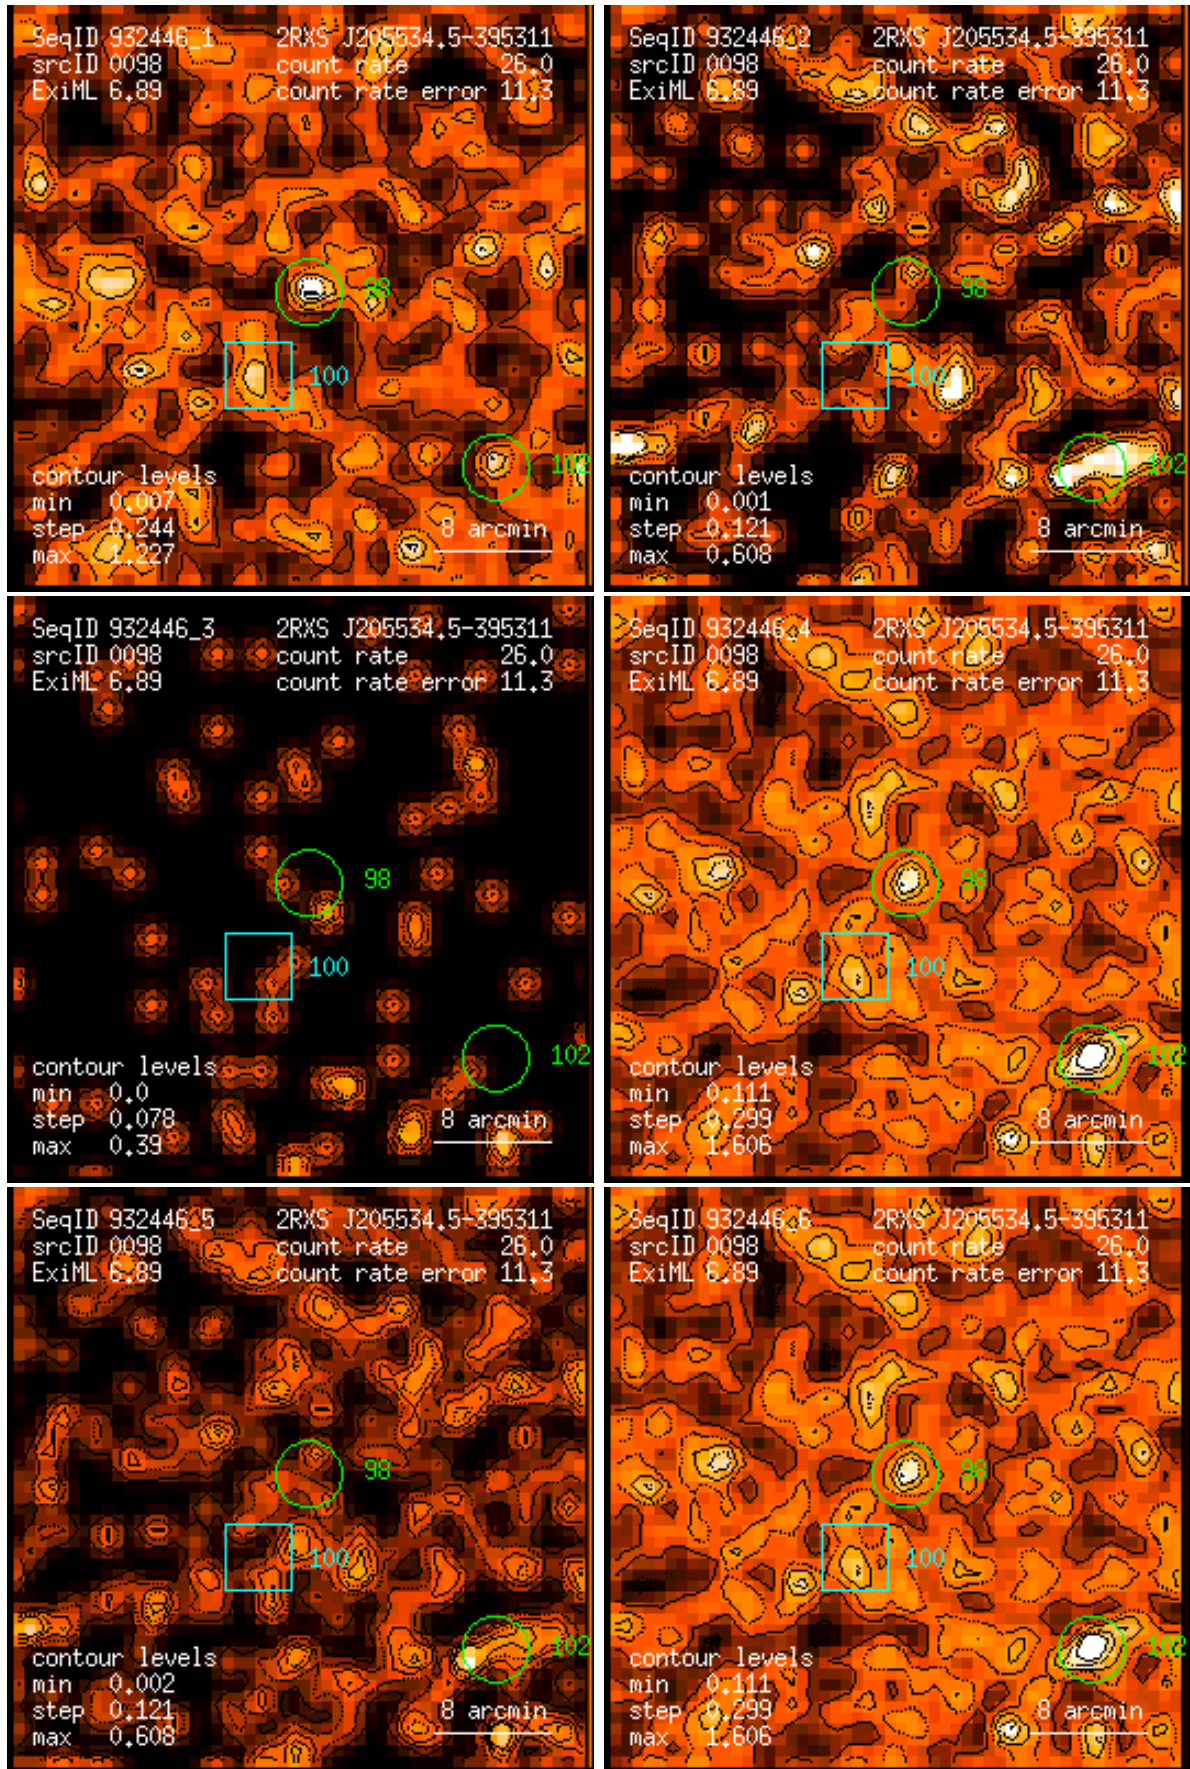 SeqID 932446_1 2RXS J205534.5-395311
srcID 0098 count rate 26.0
ExiML 6.89 count rate error 11.3
98
100
102
contour levels
min 0.007
step 0.244 8 arcmin
max 1.227
SeqID 932446_2 2RXS J205534.5-395311
srcID 0098 count rate 26.0
ExiML 6.89 count rate error 11.3
98
100
102
contour levels
min 0.001
step 0.121 8 arcmin
max 0.608
SeqID 932446_3 2RXS J205534.5-395311
srcID 0098 count rate 26.0
ExiML 6.89 count rate error 11.3
98
100
102
contour levels
min 0.0
step 0.078 8 arcmin
max 0.39
SeqID 932446_4 2RXS J205534.5-395311
srcID 0098 count rate 26.0
ExiML 6.89 count rate error 11.3
98
100
102
contour levels
min 0.111
step 0.299 8 arcmin
max 1.606
SeqID 932446_5 2RXS J205534.5-395311
srcID 0098 count rate 26.0
ExiML 6.89 count rate error 11.3
98
100
102
contour levels
min 0.002
step 0.121 8 arcmin
max 0.608
SeqID 932446_6 2RXS J205534.5-395311
srcID 0098 count rate 26.0
ExiML 6.89 count rate error 11.3
98
100
102
contour levels
min 0.111
step 0.299 8 arcmin
max 1.606